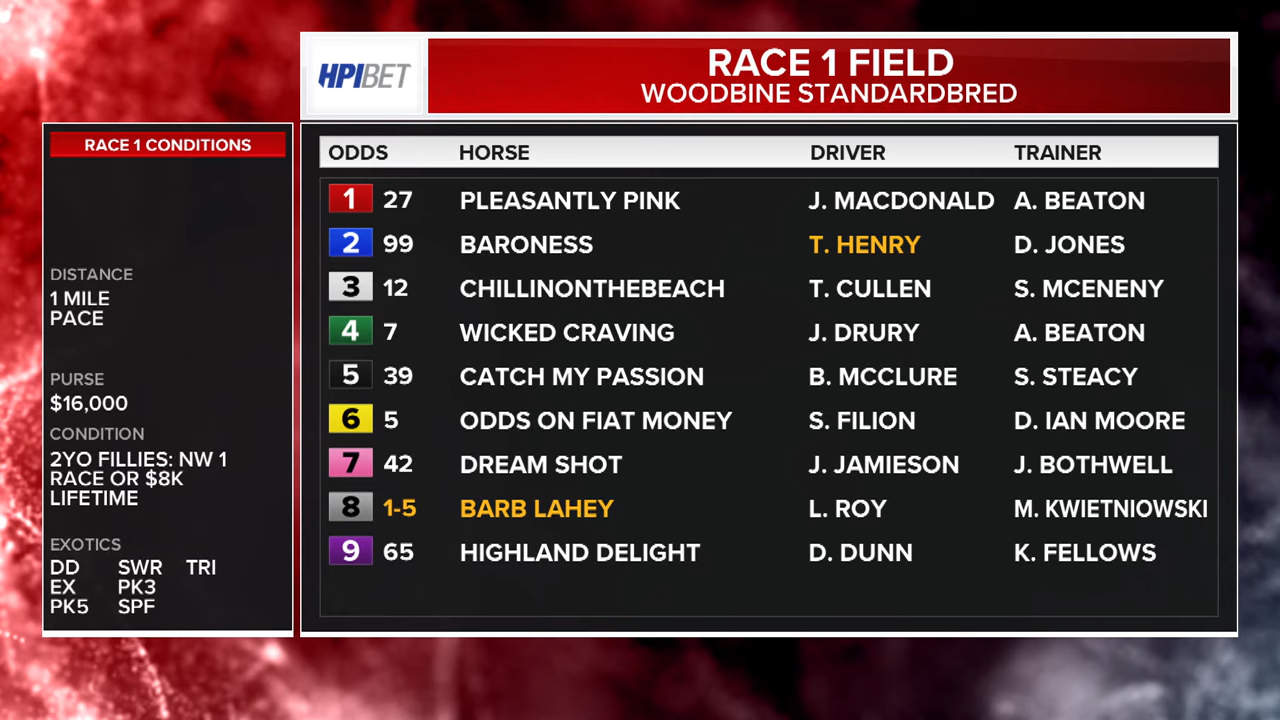 HPIBET
RACE 1 FIELD
WOODBINE STANDARDBRED
RACE 1 CONDITIONS
DISTANCE
1 MILE
PACE
PURSE
$16,000
CONDITION
2YO FILLIES: NW 1
RACE OR $8K
LIFETIME
EXOTICS
DD SWR TRI
EX PK3
PK5 SPF
ODDS HORSE DRIVER TRAINER
1 27 PLEASANTLY PINK J. MACDONALD A. BEATON
2 99 BARONESS T. HENRY D. JONES
3 12 CHILLINONTHEBEACH T. CULLEN S. MCENENY
4 7 WICKED CRAVING J. DRURY A. BEATON
5 39 CATCH MY PASSION B. MCCLURE S. STEACY
6 5 ODDS ON FIAT MONEY S. FILION D. IAN MOORE
7 42 DREAM SHOT J. JAMIESON J. BOTHWELL
8 1-5 BARB LAHEY L. ROY M. KWIETNIOWSKI
9 65 HIGHLAND DELIGHT D. DUNN K. FELLOWS